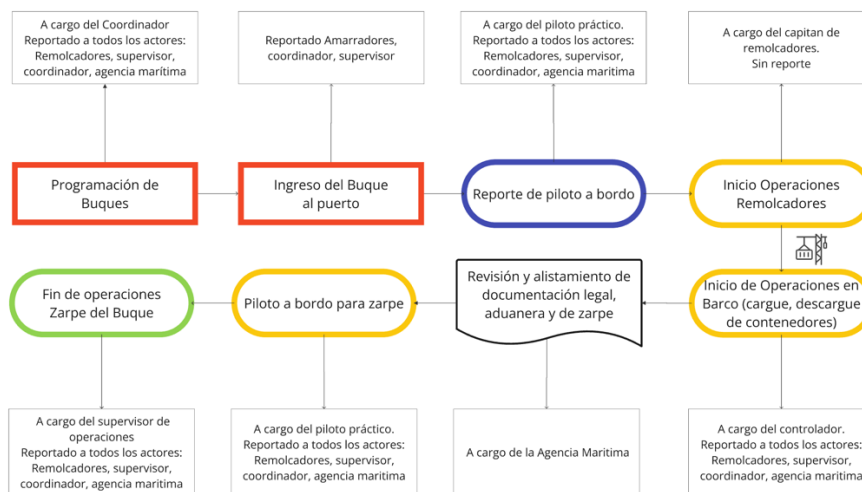 A cargo del Coordinador
Reportado a todos los actores:
Remolcadores, supervisor,
coordinador, agencia marítima
Reportado Amarradores,
coordinador, supervisor
A cargo del piloto práctico.
Reportado a todos los actores:
Remolcadores, supervisor,
coordinador, agencia maritima
A cargo del capitan de
remolcadores.
Sin reporte
Programación de
Buques
Ingreso del Buque
al puerto
Reporte de piloto a bordo
Inicio Operaciones
Remolcadores
Fin de operaciones
Zarpe del Buque
Piloto a bordo para zarpe
Revisión y alistamiento de
documentación legal,
aduanera y de zarpe
Inicio de Operaciones en
Barco (cargue, descargue
de contenedores)
A cargo del supervisor de
operaciones
Reportado a todos los actores:
Remolcadores, supervisor,
coordinador, agencia maritima
A cargo del piloto práctico.
Reportado a todos los actores:
Remolcadores, supervisor,
coordinador, agencia maritima
A cargo de la Agencia Maritima
A cargo del controlador.
Reportado a todos los actores:
Remolcadores, supervisor,
coordinador, agencia maritima